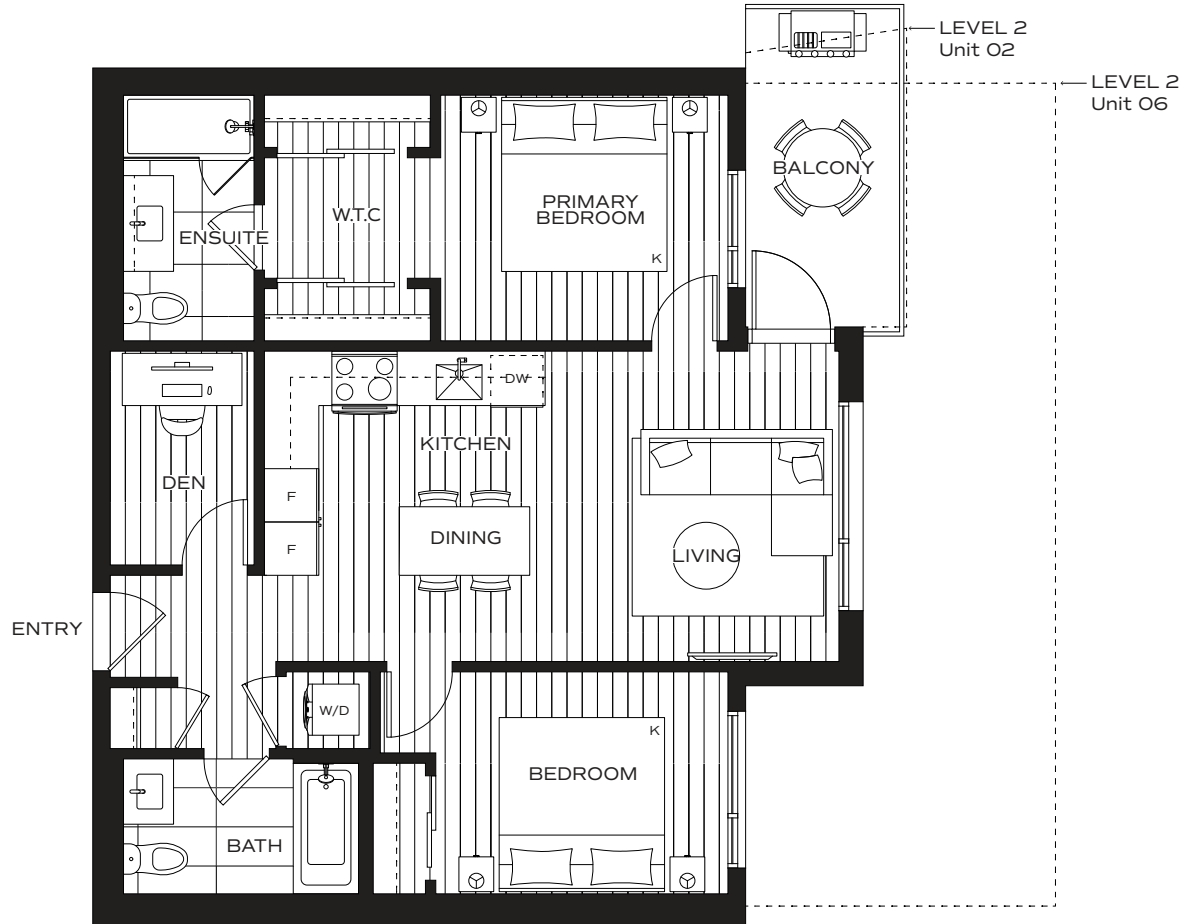 LEVEL 2
Unit 02
LEVEL 2
Unit 06
BALCONY
PRIMARY
BEDROOM
K
W.T.C
ENSUITE
DW
KITCHEN
DEN
F
F
DINING
LIVING
ENTRY
W/D
K
BEDROOM
BATH